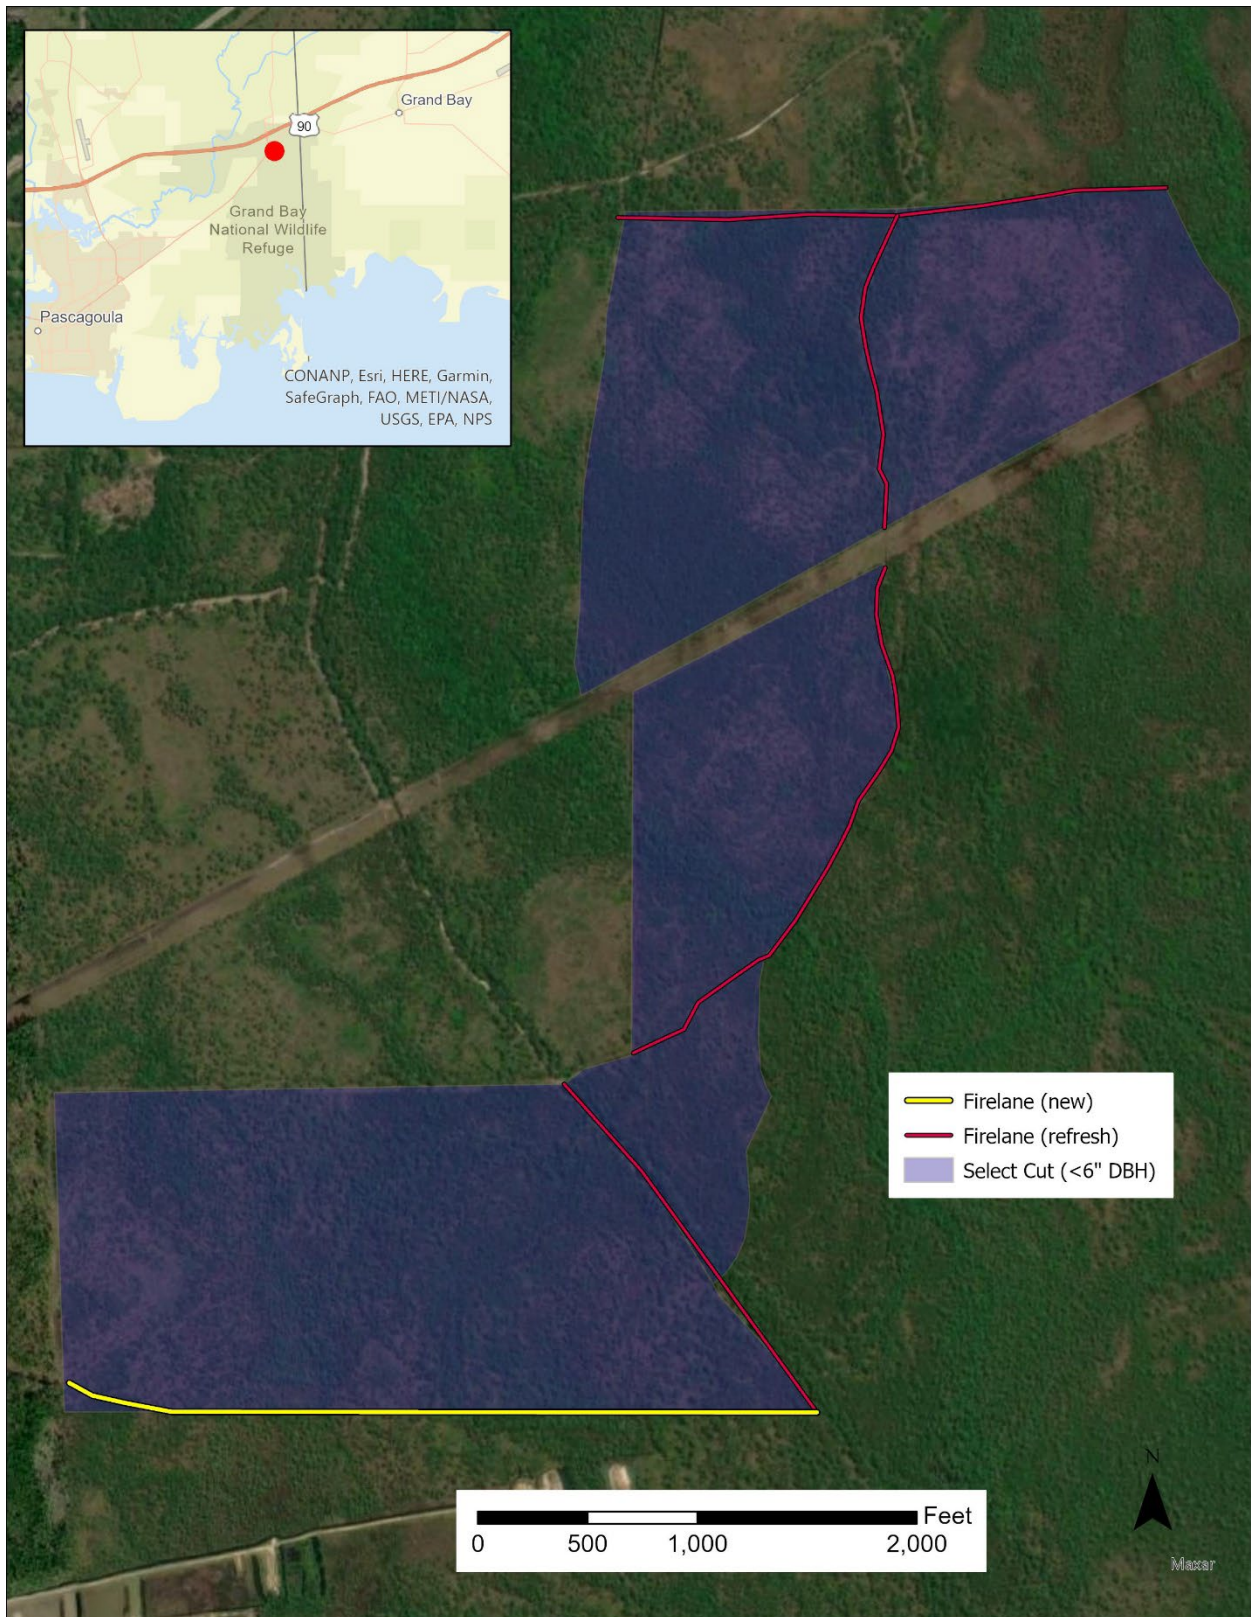 90
Grand Bay
Grand Bay
National Wildlife
Refuge
Pascagoula
CONANP, Esri, HERE, Garmin,
SafeGraph, FAO, METI/NASA,
USGS, EPA, NPS
Firelane (new)
Firelane (refresh)
Select Cut (<6" DBH)
N
Feet
0 500 1,000 2,000
Maxar